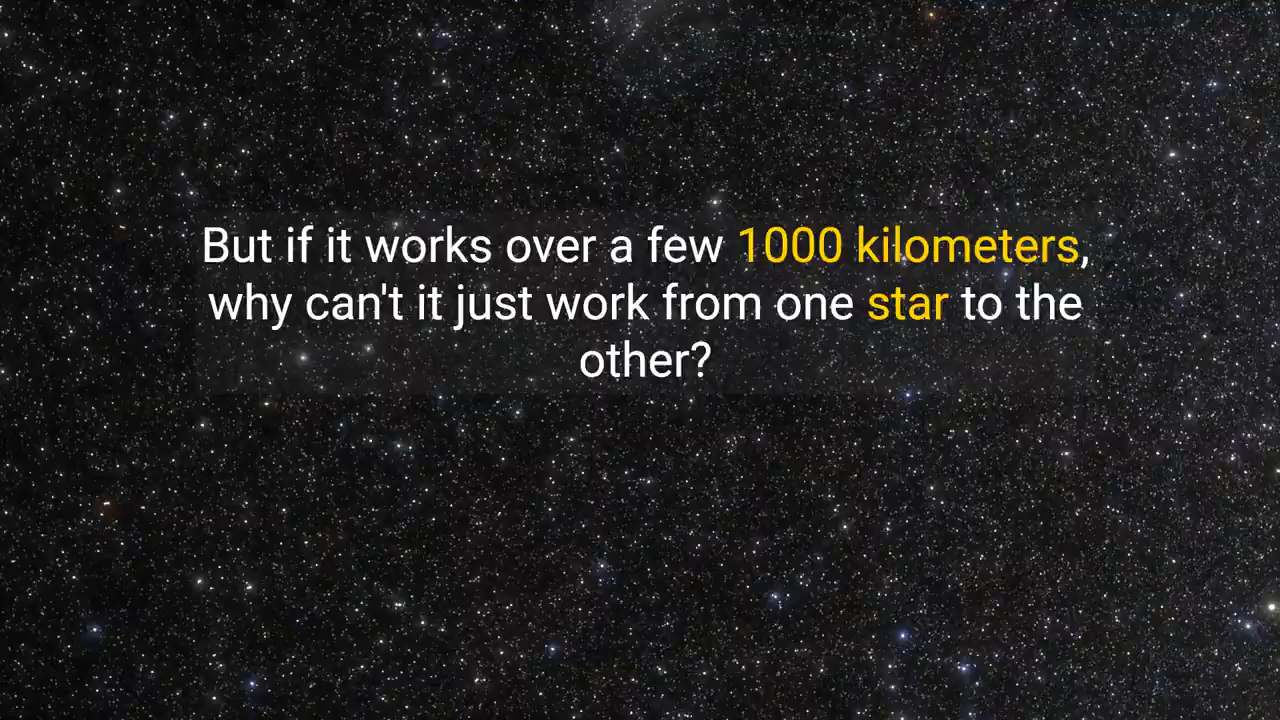 But if it works over a few 1000 kilometers,
why can't it just work from one star to the
other?